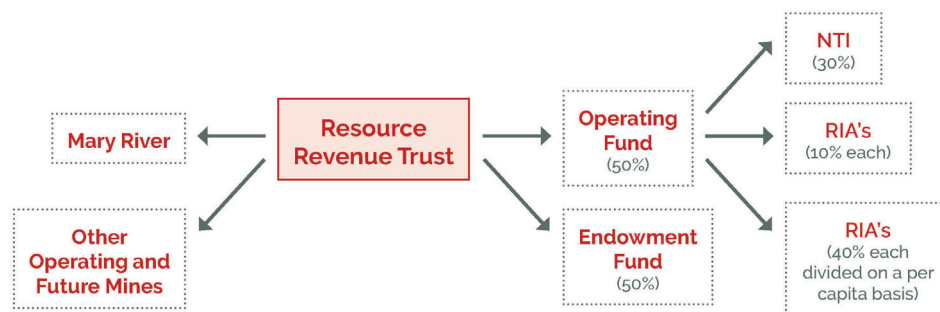 Mary River
Other
Operating and
Future Mines
Resource
Revenue Trust
Operating
Fund
(50%)
Endowment
Fund
(50%)
NTI
(30%)
RIA's
(10% each)
RIA's
(40% each
divided on a per
capita basis)